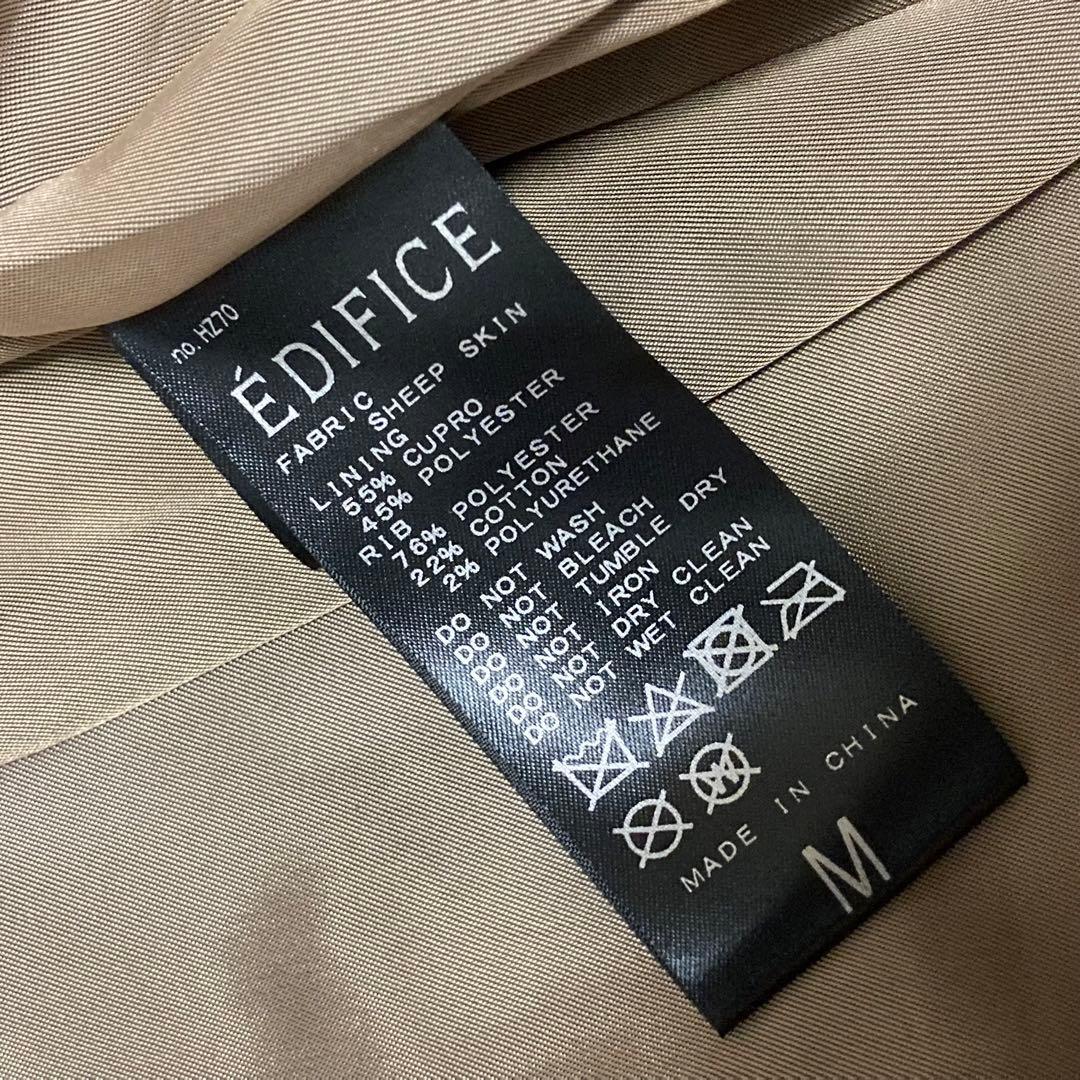 no.HZ70
ÉDIFICE
FABRIC
SHEEP SKIN
LINING
55% CUPRO
45% POLYESTER
RIB
76% POLYESTER
22% COTTON
2% POLYURETHANE
DO NOT WASH
DO NOT BLEACH
DO NOT TUMBLE DRY
DO NOT IRON
DO NOT DRY CLEAN
DO NOT WET CLEAN
W
MADE IN CHINA
M